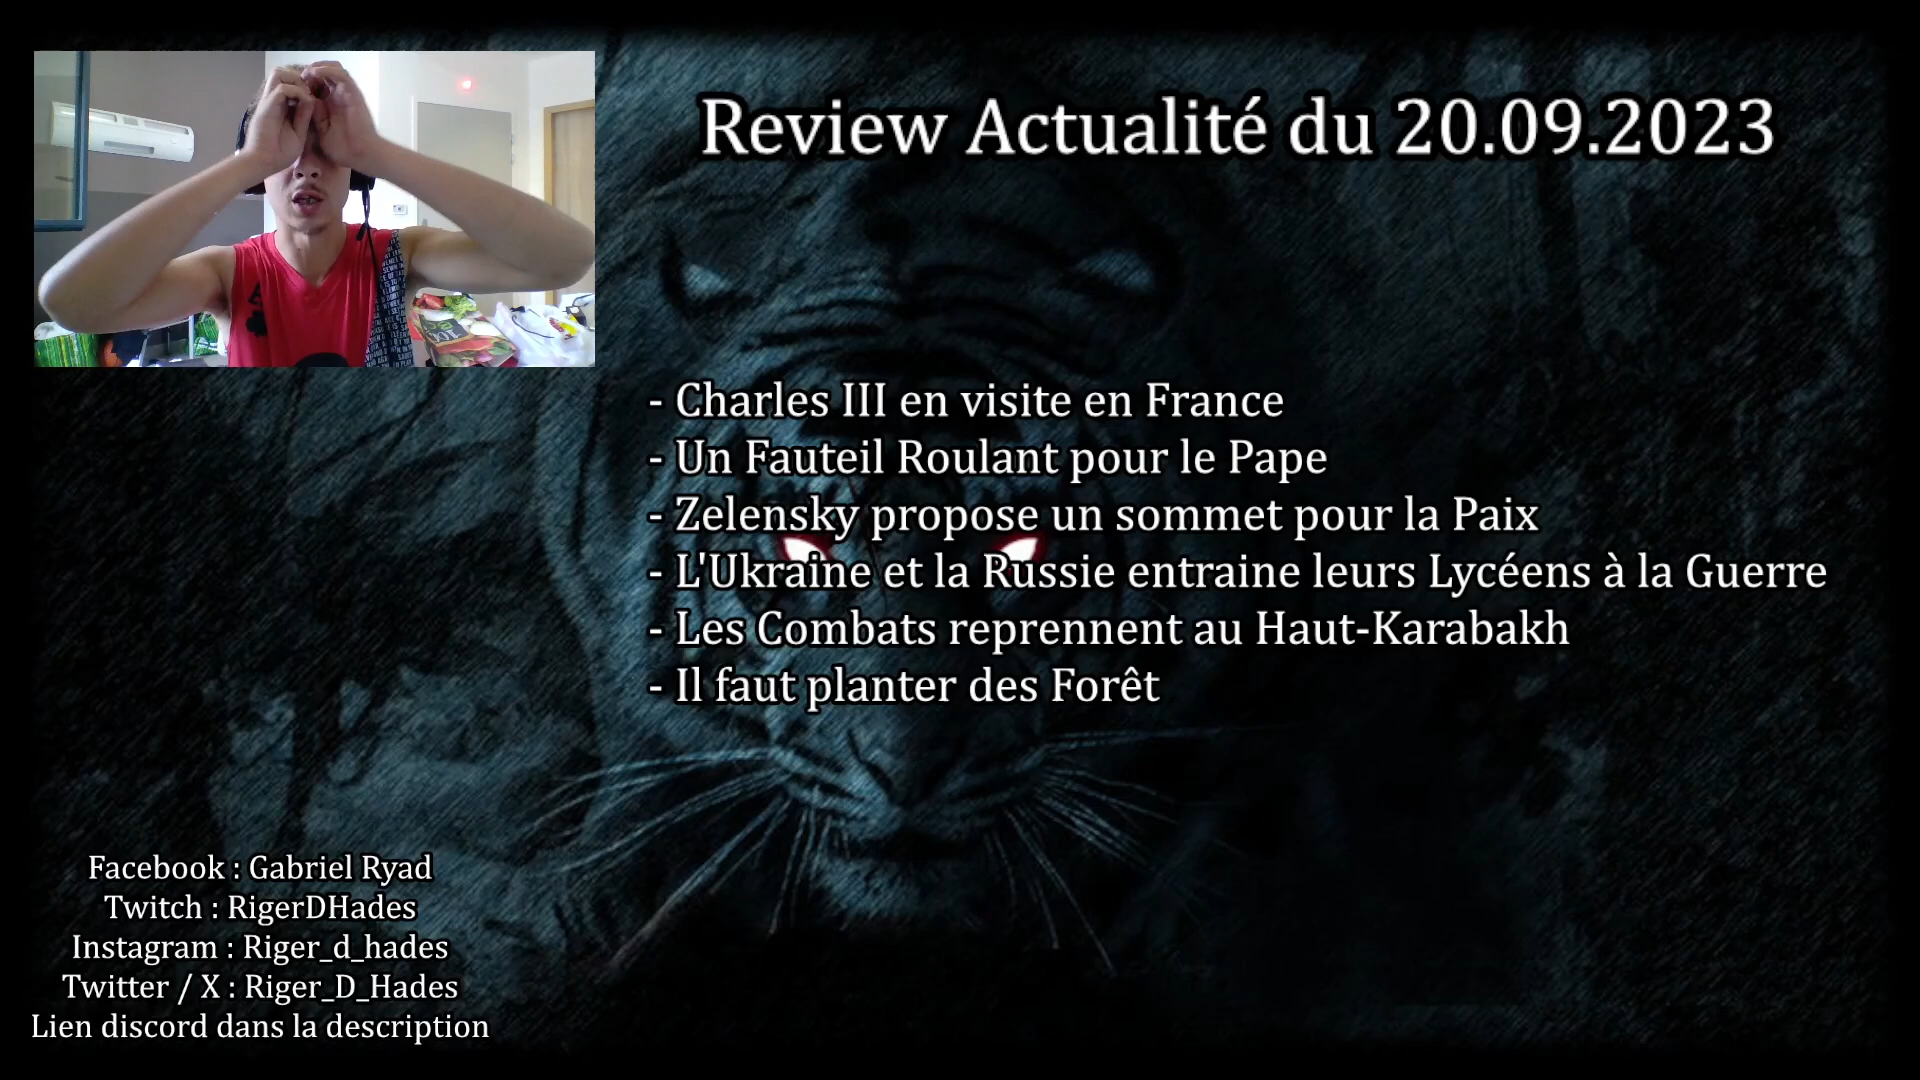 Review Actualité du 20.09.2023
- Charles III en visite en France
- Un Fauteil Roulant pour le Pape
- Zelensky propose un sommet pour la Paix
- L'Ukraine et la Russie entraine leurs Lycéens à la Guerre
- Les Combats reprennent au Haut-Karabakh
- Il faut planter des Forêt
Facebook : Gabriel Ryad
Twitch : RigerDHades
Instagram : Riger_d_hades
Twitter / X : Riger_D_Hades
Lien discord dans la description